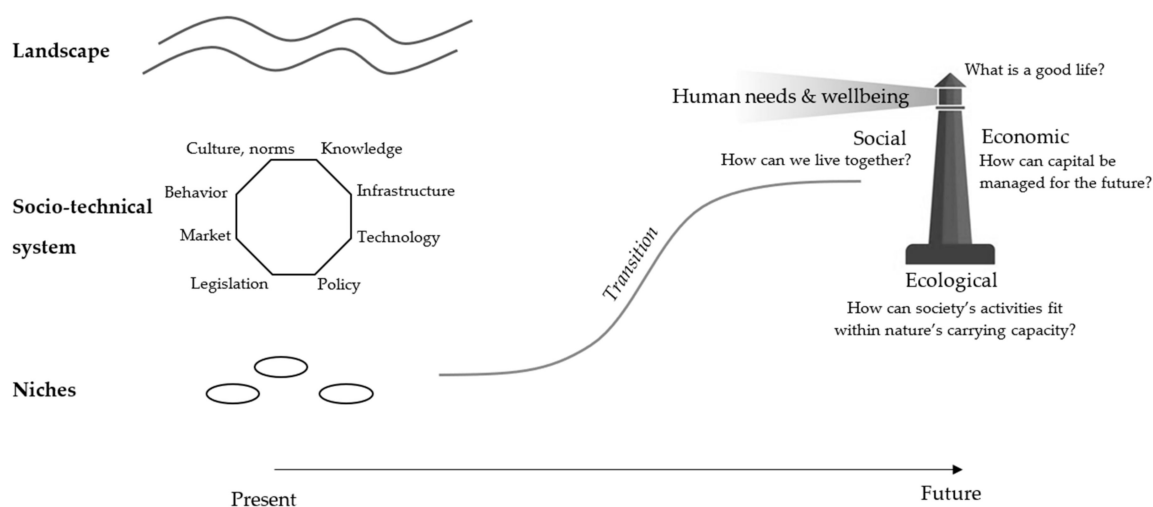 Landscape
Socio-technical
system
Niches
Culture, norms
Knowledge
Behavior
Infrastructure
Market
Technology
Legislation
Policy
Transition
What is a good life?
Human needs & wellbeing
Social
How can we live together?
Economic
How can capital be
managed for the future?
Ecological
How can society's activities fit
within nature's carrying capacity?
Present
Future